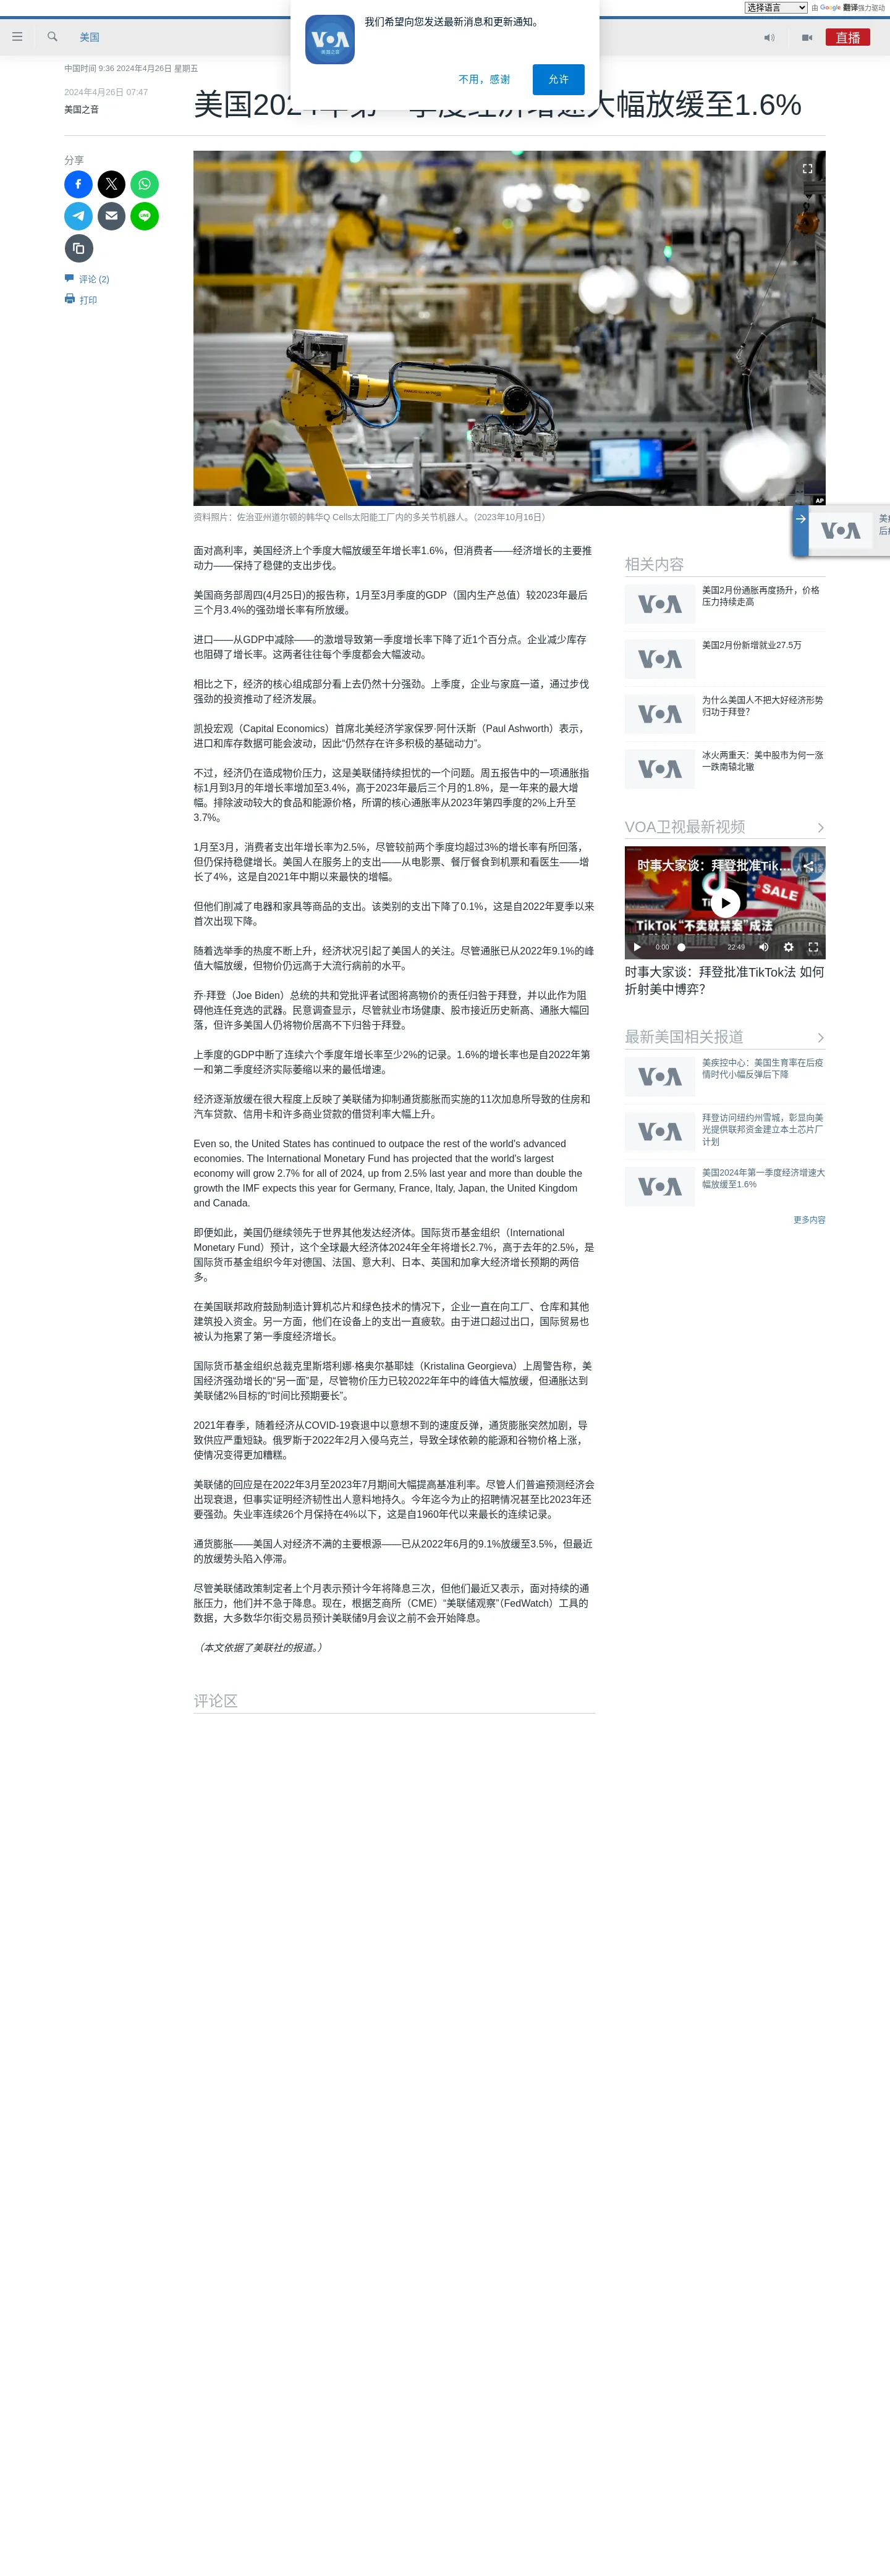 选择语言 由 Google 翻译强力驱动
我们希望向您发送最新消息和更新通知。
VOA
美国之音
不用，感谢
允许
美国
直播
中国时间 9:36 2024年4月26日 星期五
2024年4月26日 07:47
美国之音
美国2024年第一季度经济增速大幅放缓至1.6%
分享
评论 (2)
打印
AP
资料照片：佐治亚州道尔顿的韩华Q Cells太阳能工厂内的多关节机器人。（2023年10月16日）
面对高利率，美国经济上个季度大幅放缓至年增长率1.6%，但消费者——经济增长的主要推
动力——保持了稳健的支出步伐。
美国商务部周四(4月25日)的报告称，1月至3月季度的GDP（国内生产总值）较2023年最后
三个月3.4%的强劲增长率有所放缓。
进口——从GDP中减除——的激增导致第一季度增长率下降了近1个百分点。企业减少库存
也阻碍了增长率。这两者往往每个季度都会大幅波动。
相比之下，经济的核心组成部分看上去仍然十分强劲。上季度，企业与家庭一道，通过步伐
强劲的投资推动了经济发展。
凯投宏观（Capital Economics）首席北美经济学家保罗·阿什沃斯（Paul Ashworth）表示，
进口和库存数据可能会波动，因此“仍然存在许多积极的基础动力”。
不过，经济仍在造成物价压力，这是美联储持续担忧的一个问题。周五报告中的一项通胀指
标1月到3月的年增长率增加至3.4%，高于2023年最后三个月的1.8%，是一年来的最大增
幅。排除波动较大的食品和能源价格，所谓的核心通胀率从2023年第四季度的2%上升至
3.7%。
1月至3月，消费者支出年增长率为2.5%，尽管较前两个季度均超过3%的增长率有所回落，
但仍保持稳健增长。美国人在服务上的支出——从电影票、餐厅餐食到机票和看医生——增
长了4%，这是自2021年中期以来最快的增幅。
但他们削减了电器和家具等商品的支出。该类别的支出下降了0.1%，这是自2022年夏季以来
首次出现下降。
随着选举季的热度不断上升，经济状况引起了美国人的关注。尽管通胀已从2022年9.1%的峰
值大幅放缓，但物价仍远高于大流行病前的水平。
乔·拜登（Joe Biden）总统的共和党批评者试图将高物价的责任归咎于拜登，并以此作为阻
碍他连任竞选的武器。民意调查显示，尽管就业市场健康、股市接近历史新高、通胀大幅回
落，但许多美国人仍将物价居高不下归咎于拜登。
上季度的GDP中断了连续六个季度年增长率至少2%的记录。1.6%的增长率也是自2022年第
一和第二季度经济实际萎缩以来的最低增速。
经济逐渐放缓在很大程度上反映了美联储为抑制通货膨胀而实施的11次加息所导致的住房和
汽车贷款、信用卡和许多商业贷款的借贷利率大幅上升。
Even so, the United States has continued to outpace the rest of the world's advanced
economies. The International Monetary Fund has projected that the world's largest
economy will grow 2.7% for all of 2024, up from 2.5% last year and more than double the
growth the IMF expects this year for Germany, France, Italy, Japan, the United Kingdom
and Canada.
即便如此，美国仍继续领先于世界其他发达经济体。国际货币基金组织（International
Monetary Fund）预计，这个全球最大经济体2024年全年将增长2.7%，高于去年的2.5%，是
国际货币基金组织今年对德国、法国、意大利、日本、英国和加拿大经济增长预期的两倍
多。
在美国联邦政府鼓励制造计算机芯片和绿色技术的情况下，企业一直在向工厂、仓库和其他
建筑投入资金。另一方面，他们在设备上的支出一直疲软。由于进口超过出口，国际贸易也
被认为拖累了第一季度经济增长。
国际货币基金组织总裁克里斯塔利娜·格奥尔基耶娃（Kristalina Georgieva）上周警告称，美
国经济强劲增长的“另一面”是，尽管物价压力已较2022年年中的峰值大幅放缓，但通胀达到
美联储2%目标的“时间比预期要长”。
2021年春季，随着经济从COVID-19衰退中以意想不到的速度反弹，通货膨胀突然加剧，导
致供应严重短缺。俄罗斯于2022年2月入侵乌克兰，导致全球依赖的能源和谷物价格上涨，
使情况变得更加糟糕。
美联储的回应是在2022年3月至2023年7月期间大幅提高基准利率。尽管人们普遍预测经济会
出现衰退，但事实证明经济韧性出人意料地持久。今年迄今为止的招聘情况甚至比2023年还
要强劲。失业率连续26个月保持在4%以下，这是自1960年代以来最长的连续记录。
通货膨胀——美国人对经济不满的主要根源——已从2022年6月的9.1%放缓至3.5%，但最近
的放缓势头陷入停滞。
尽管美联储政策制定者上个月表示预计今年将降息三次，但他们最近又表示，面对持续的通
胀压力，他们并不急于降息。现在，根据芝商所（CME）“美联储观察”（FedWatch）工具的
数据，大多数华尔街交易员预计美联储9月会议之前不会开始降息。
（本文依据了美联社的报道。）
评论区
VOA
相关内容
VOA
美国2月份通胀再度扬升，价格
压力持续走高
VOA
美国2月份新增就业27.5万
VOA
为什么美国人不把大好经济形势
归功于拜登？
VOA
冰火两重天：美中股市为何一涨
一跌南辕北辙
VOA卫视最新视频
时事大家谈：拜登批准Tik...
SALE
TikTok“不卖就禁案”成法
0:00
22:49
时事大家谈：拜登批准TikTok法 如何
折射美中博弈？
最新美国相关报道
VOA
美疾控中心：美国生育率在后疫
情时代小幅反弹后下降
VOA
拜登访问纽约州雪城，彰显向美
光提供联邦资金建立本土芯片厂
计划
VOA
美国2024年第一季度经济增速大
幅放缓至1.6%
更多内容